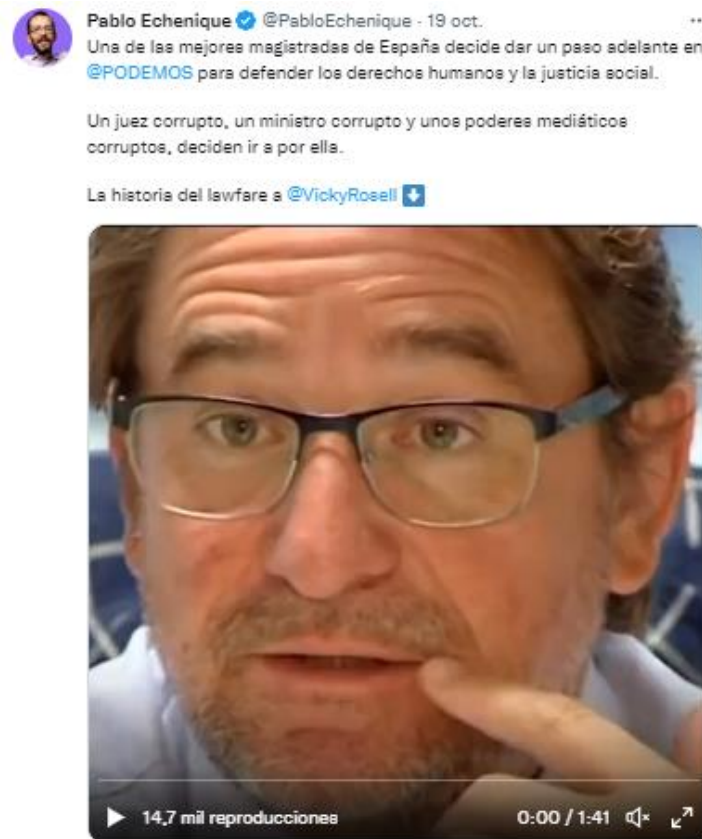 Pablo Echenique @PabloEchenique · 19 oct.
Una de las mejores magistradas de España decide dar un paso adelante en
@PODEMOS para defender los derechos humanos y la justicia social.
Un juez corrupto, un ministro corrupto y unos poderes mediáticos
corruptos, deciden ir a por ella.
La historia del lawfare a @VickyRosell
14,7 mil reproducciones
0:00 / 1:41